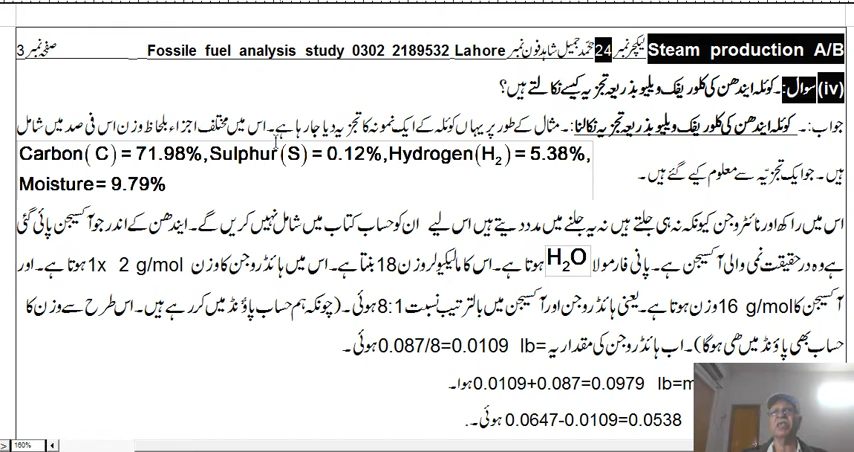 Steam production A/B لیکچر نمبر 24 محمد جمیل شاہد فون نمبر Fossile fuel analysis study 0302 2189532 Lahore صفحہ نمبر 3
(iv) سوال:۔ کوئلہ ایندھن کی کلوریفک ویلیو بذریعہ تجزیہ کیسے نکالتے ہیں؟
جواب:۔ کوئلہ ایندھن کی کلوریفک ویلیو بذریعہ تجزیہ نکالنا:۔ مثال کے طور پر یہاں کوئلہ کے ایک نمونہ کا تجزیہ دیا جا رہا ہے۔ اس میں مختلف اجزاء بلحاظ وزن اس فی صد میں شامل
Carbon( C) = 71.98%,Sulphur(S) = 0.12%,Hydrogen(H₂) = 5.38%,
ہیں۔ جو ایک تجزیہ سے معلوم کیے گئے ہیں۔
Moisture= 9.79%
اس میں راکھ اور نائٹروجن کیونکہ نہ ہی جلتے ہیں نہ یہ جلنے میں مدد دیتے ہیں اس لیے ان کو حساب کتاب میں شامل نہیں کریں گے۔ ایندھن کے اندر جو آکسیجن پائی گئی
ہے وہ در حقیقت نمی والی آکسیجن ہے۔ پانی فارمولا H₂O ہوتا ہے۔ اس کا مالیکیولر وزن 18 بنتا ہے۔ اس میں ہائڈروجن کا وزن 1x 2 g/mol ہوتا ہے۔ اور
آکسیجن کا 16 g/mol وزن ہوتا ہے۔ یعنی ہائڈروجن اور آکسیجن میں بالترتیب نسبت 8:1 ہوئی۔ (چونکہ ہم حساب پاؤنڈ میں کر رہے ہیں۔ اس طرح سے وزن کا
حساب بھی پاؤنڈ میں ھی ہوگا)۔ اب ہائڈروجن کی مقدار یہ =0.087/8=0.0109 lb ہوئی۔
0.0109+0.087=0.0979 lb=m ہوا۔
0.0647-0.0109=0.0538 ہوئی۔.
160%